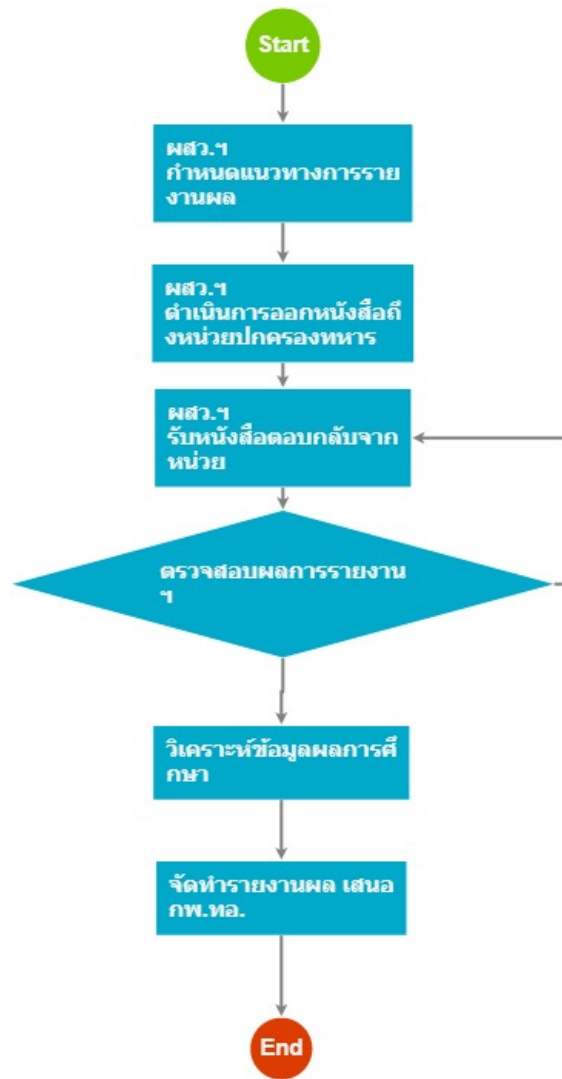 Start
ผสว.ฯ
กำหนดแนวทางการราย
งานผล
ผสว.ฯ
ดำเนินการออกหนังสือถึ
งหน่วยปกครองทหาร
ผสว.ฯ
รับหนังสือตอบกลับจาก
หน่วย
ตรวจสอบผลการรายงาน
ฯ
วิเคราะห์ข้อมูลผลการศึ
กษา
จัดทำรายงานผล เสนอ
กพ.ทอ.
End